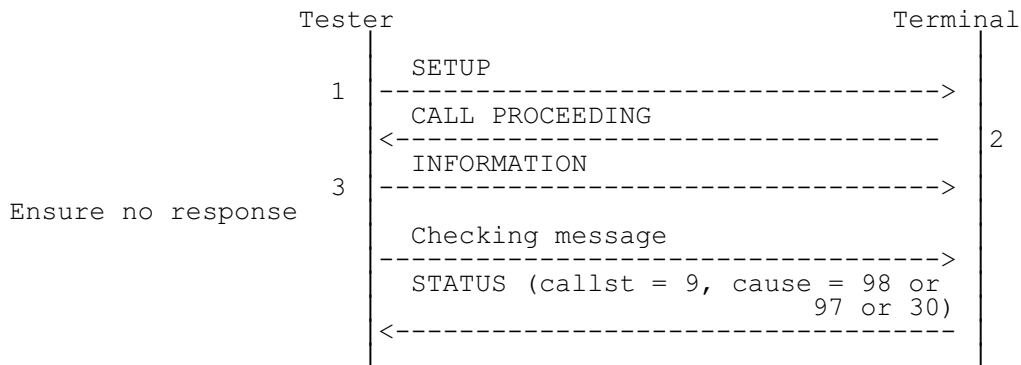 Tester Terminal
SETUP
1 ----------------------------------->
CALL PROCEEDING
<---------------------------------- 2
INFORMATION
3 ----------------------------------->
Ensure no response
Checking message
----------------------------------->
STATUS (callst = 9, cause = 98 or
97 or 30)
<-----------------------------------